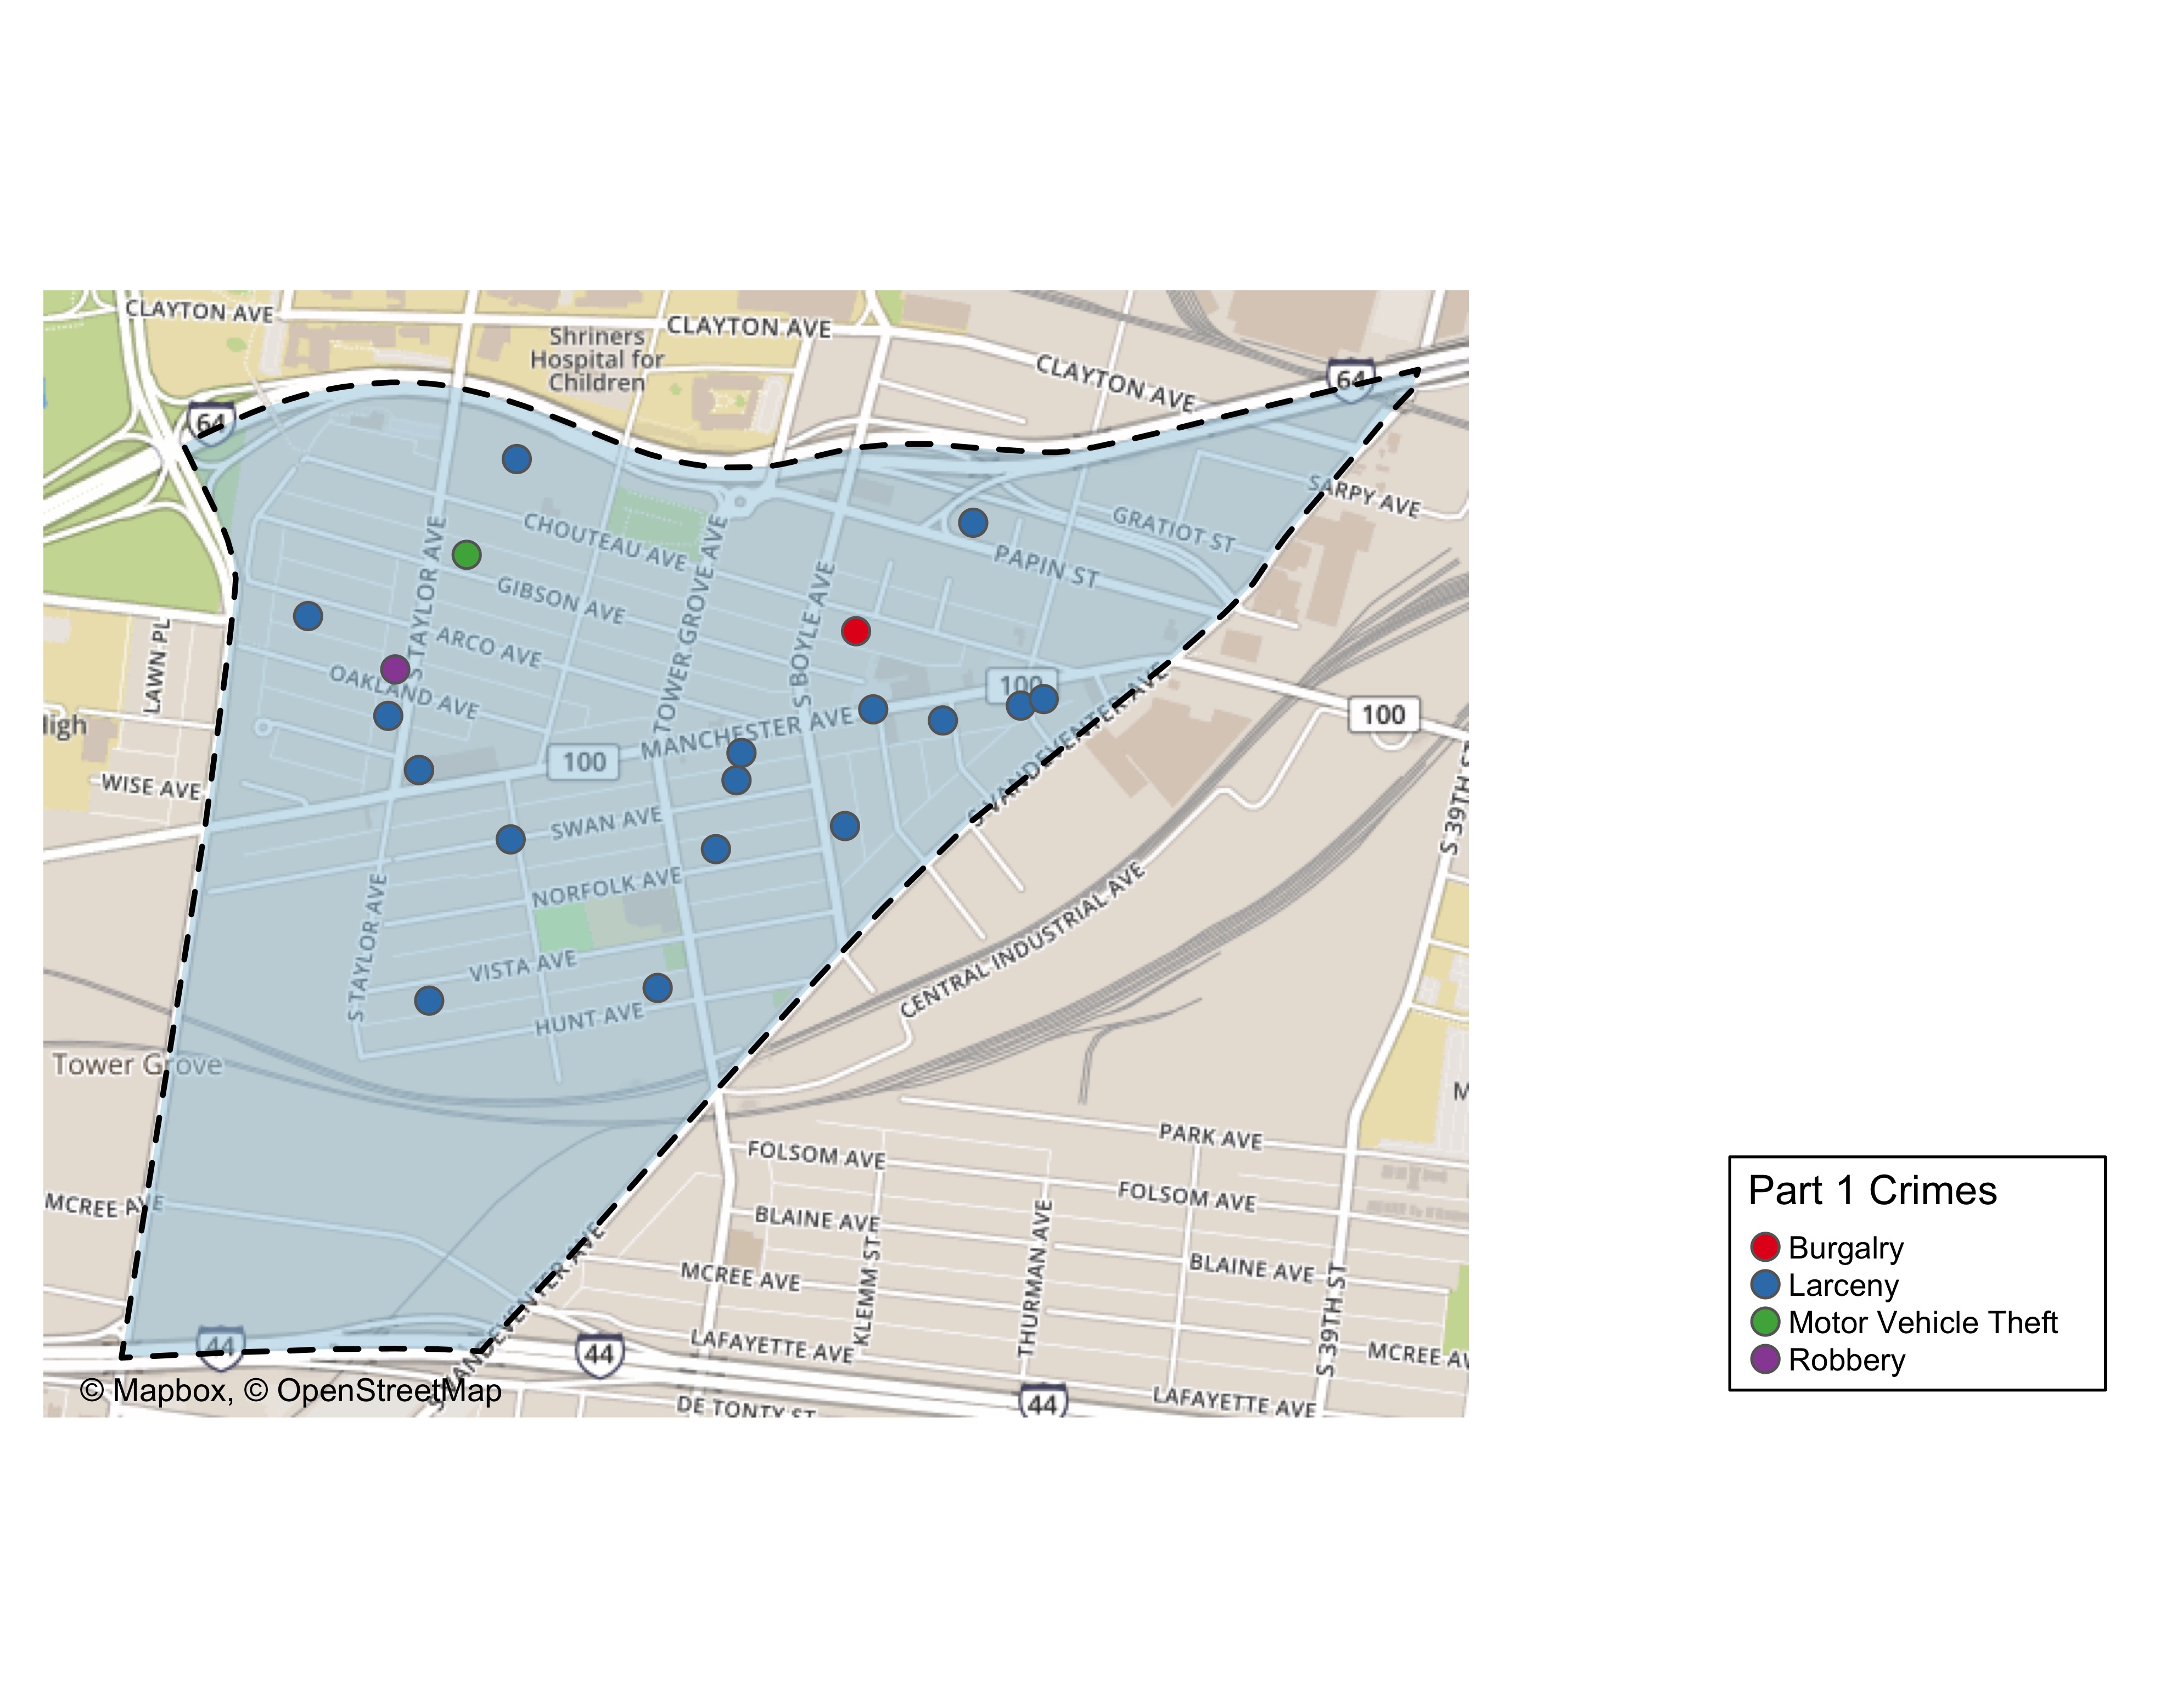 CLAYTON AVE
CLAYTON AVE
Shriners
Hospital for
Children
CLAYTON AVE
64
64
SARPY AVE
GRATIOT ST
CHOUTEAU AVE
PAPIN ST
S TAYLOR AVE
GIBSON AVE
TOWER GROVE AVE
S BOYLE AVE
ARCO AVE
OAKLAND AVE
LAWN PL
100
100
MANCHESTER AVE
100
S VANDEVENTER AVE
WISE AVE
SWAN AVE
S 39TH ST
NORFOLK AVE
S TAYLOR AVE
CENTRAL INDUSTRIAL AVE
VISTA AVE
HUNT AVE
Tower Grove
PARK AVE
FOLSOM AVE
FOLSOM AVE
MCREE AVE
BLAINE AVE
BLAINE AVE
MCREE AVE
KLEMM ST
THURMAN AVE
S 39TH ST
S VANDEVENTER AVE
44
44
LAFAYETTE AVE
MCREE AV
LAFAYETTE AVE
44
DE TONTY ST
© Mapbox, © OpenStreetMap
Part 1 Crimes
Burgalry
Larceny
Motor Vehicle Theft
Robbery